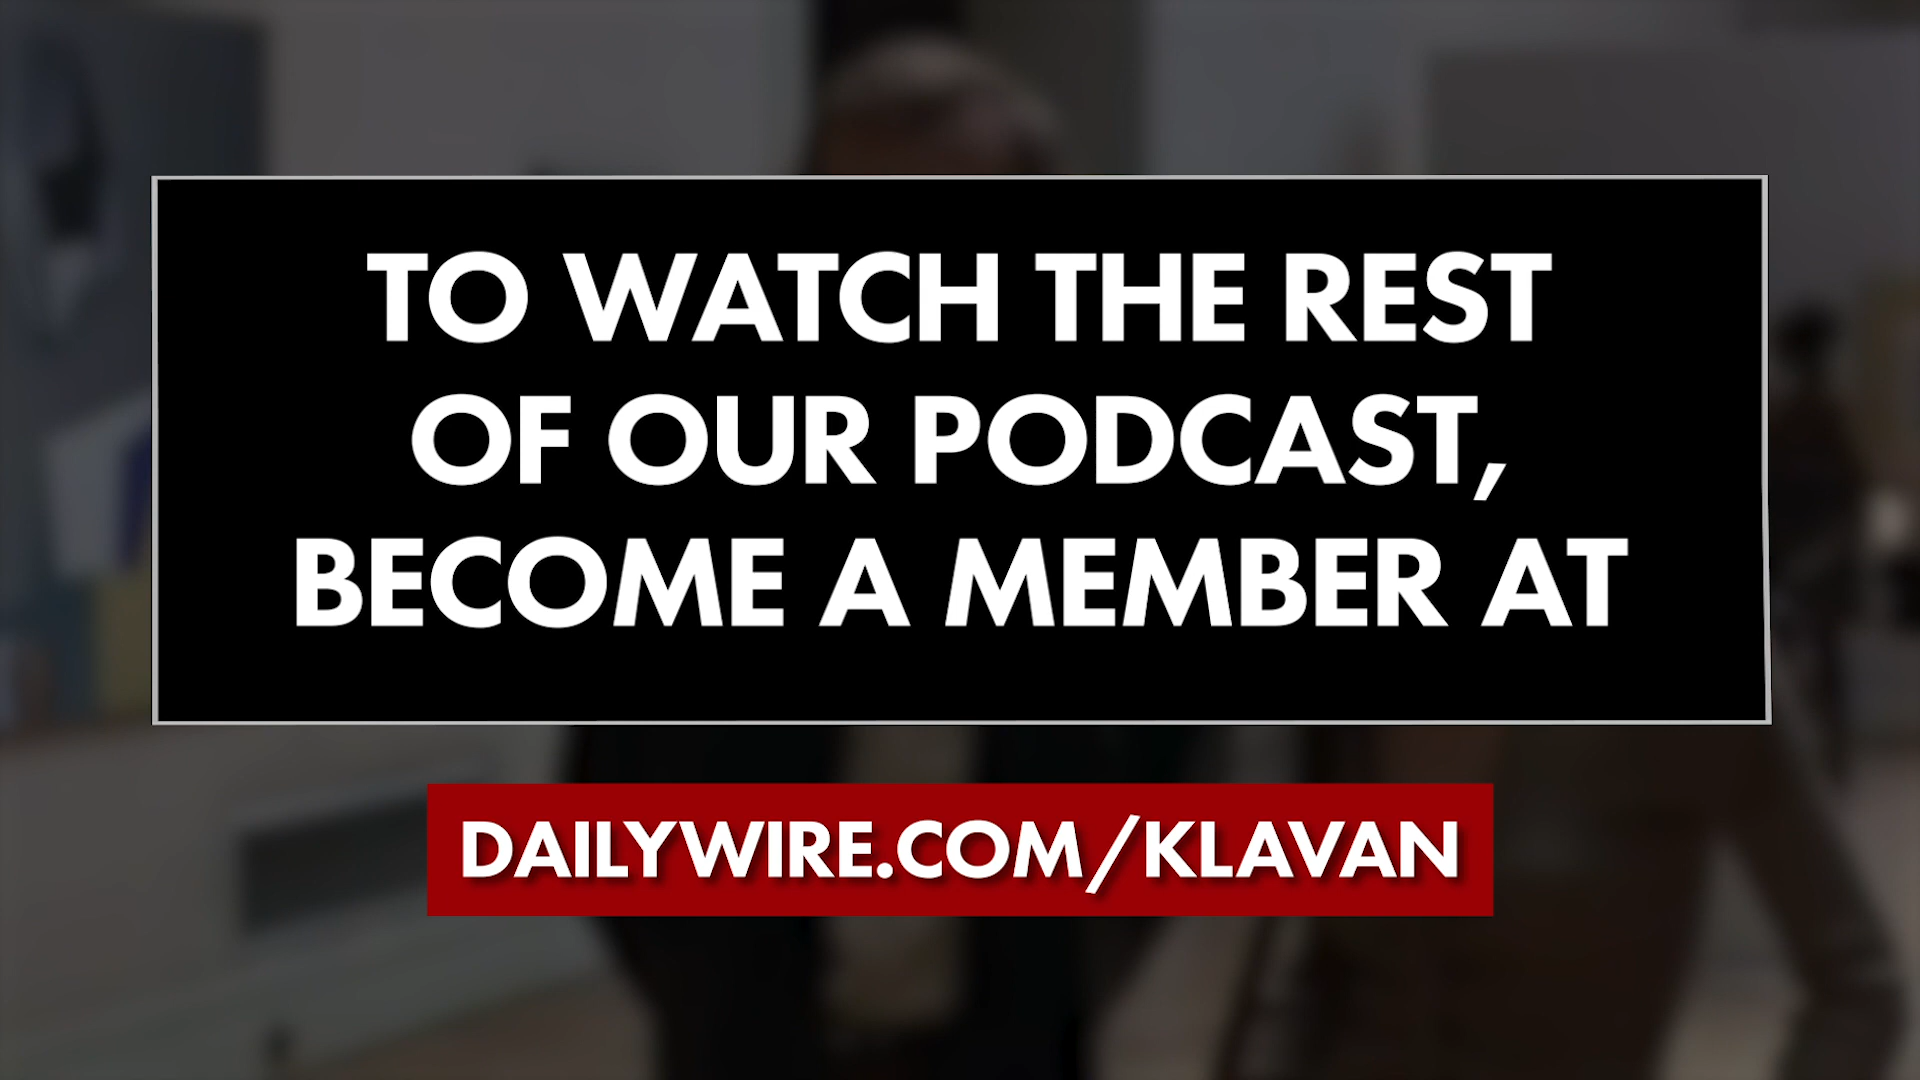 TO WATCH THE REST
OF OUR PODCAST,
BECOME A MEMBER AT
DAILYWIRE.COM/KLAVAN